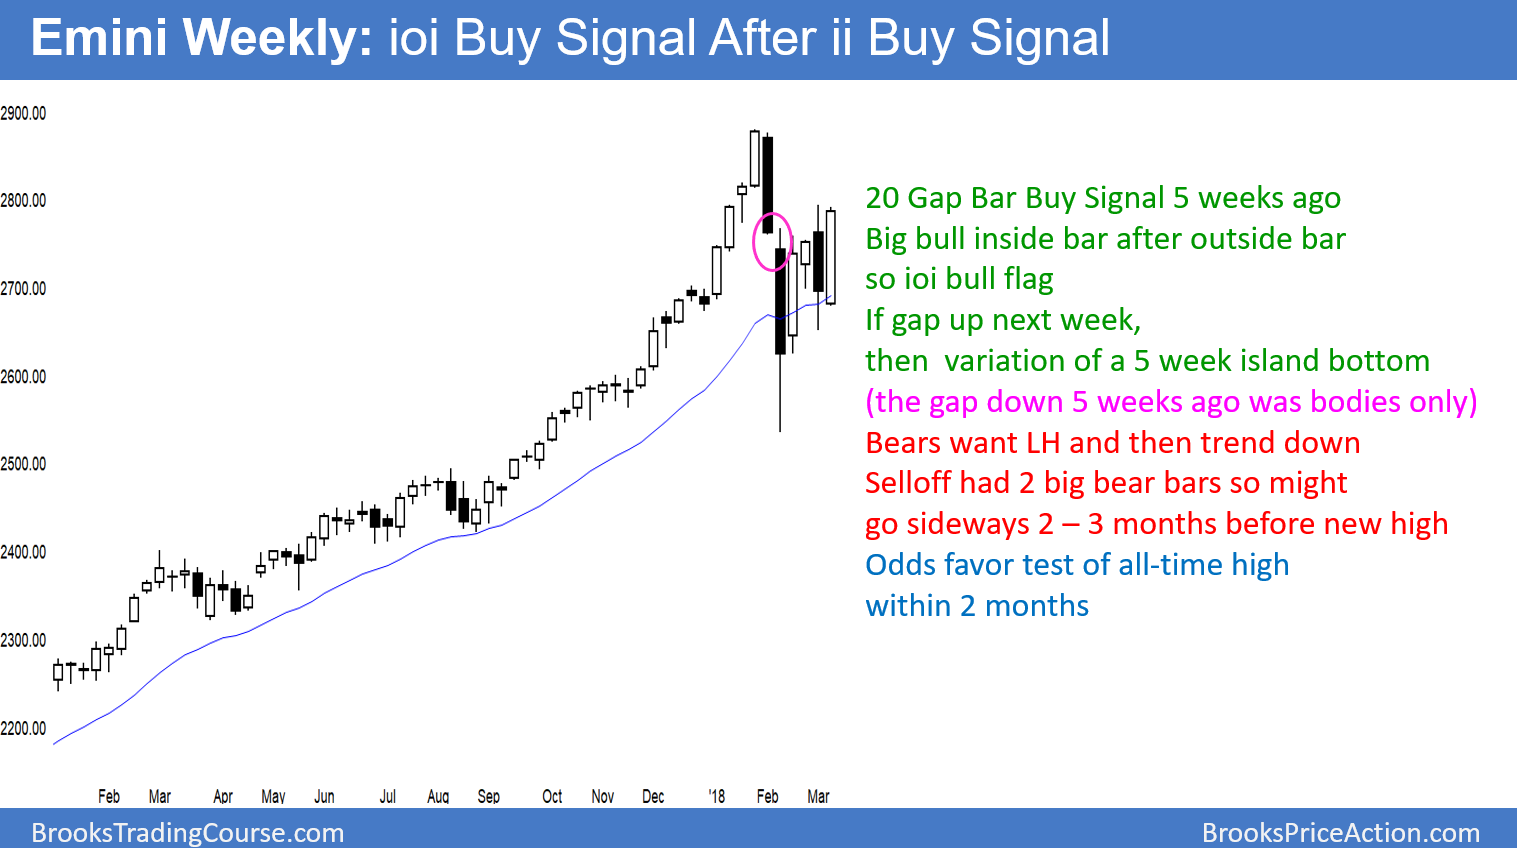 Emini Weekly: ioi Buy Signal After ii Buy Signal
2900.00
2800.00
2700.00
2600.00
2500.00
2400.00
2300.00
2200.00
20 Gap Bar Buy Signal 5 weeks ago
Big bull inside bar after outside bar
so ioi bull flag
If gap up next week,
then  variation of a 5 week island bottom
(the gap down 5 weeks ago was bodies only)
Bears want LH and then trend down
Selloff had 2 big bear bars so might
go sideways 2 – 3 months before new high
Odds favor test of all-time high
within 2 months
Feb Mar Apr May Jun Jul Aug Sep Oct Nov Dec '18 Feb Mar
BrooksTradingCourse.com
BrooksPriceAction.com